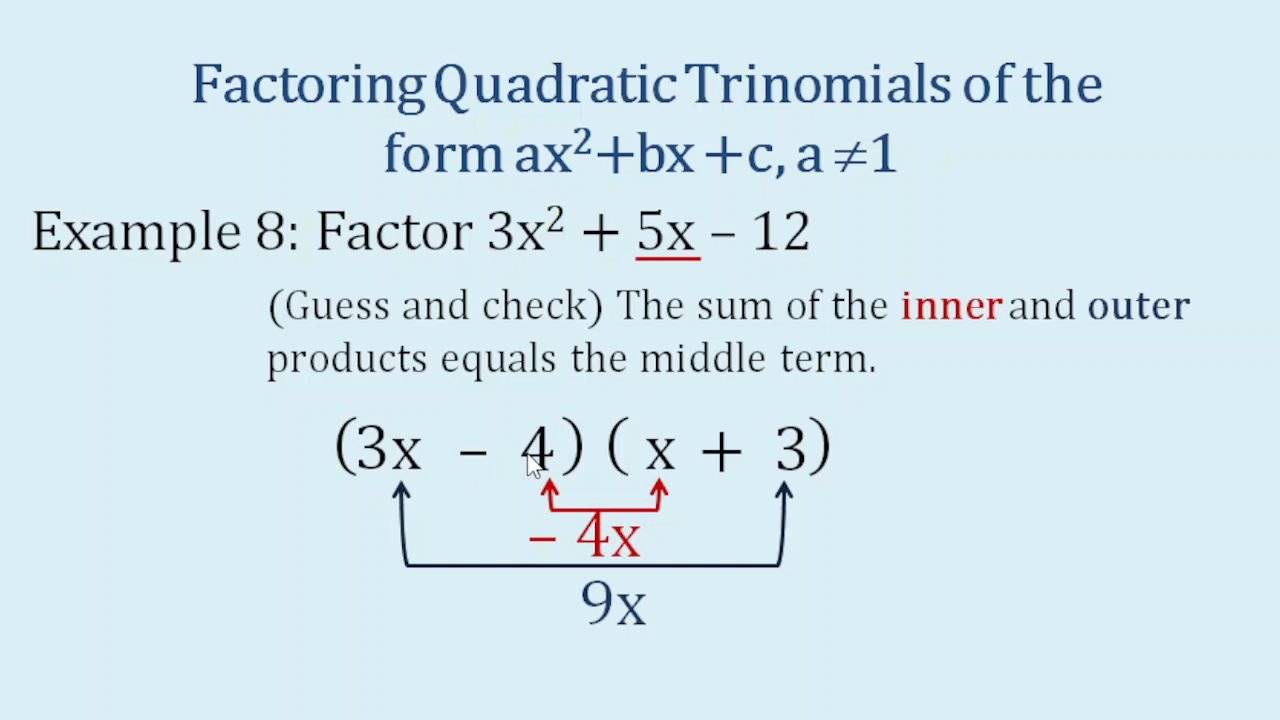 Factoring Quadratic Trinomials of the
form ax²+bx +c, a ≠1
Example 8: Factor 3x² + 5x – 12
(Guess and check) The sum of the inner and outer
products equals the middle term.
(3x – 4) ( x + 3)
– 4x
9x